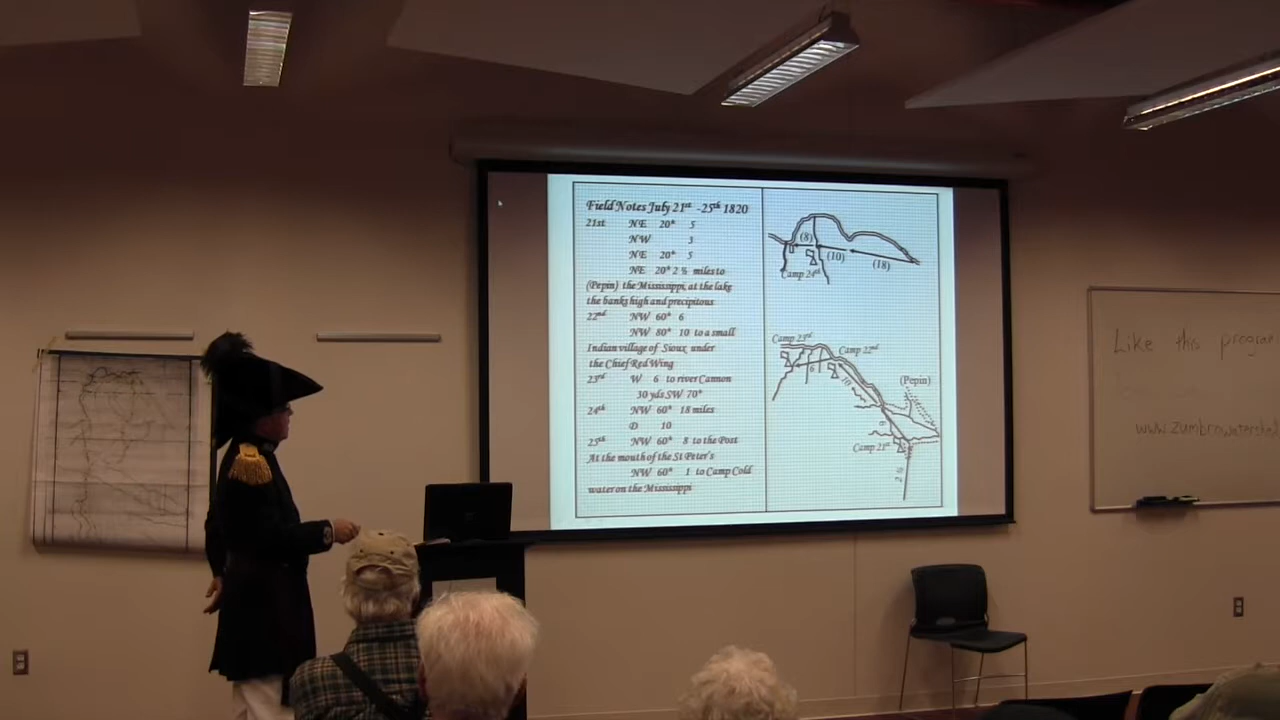 Field Notes July 21st -25th 1820
21st NE 20° 5
NW 3
NE 20° 5
NE 20° 2 ½ miles to
(Pepin) the Mississippi, at the lake
the banks high and precipitous
22nd NW 60° 6
NW 80° 10 to a small
Indian village of Sioux under
the Chief Red Wing
23rd W 6 to river Cannon
30 yds SW 70°
24th NW 60° 18 miles
D 10
25th NW 60° 8 to the Post
At the mouth of the St Peter's
NW 60° 1 to Camp Cold
water on the Mississippi
(8)
(10)
(18)
Camp 24th
Camp 23rd
Camp 22nd
6
10
(Pepin)
8
Camp 21st
Like this program
www.zumbrowatershed